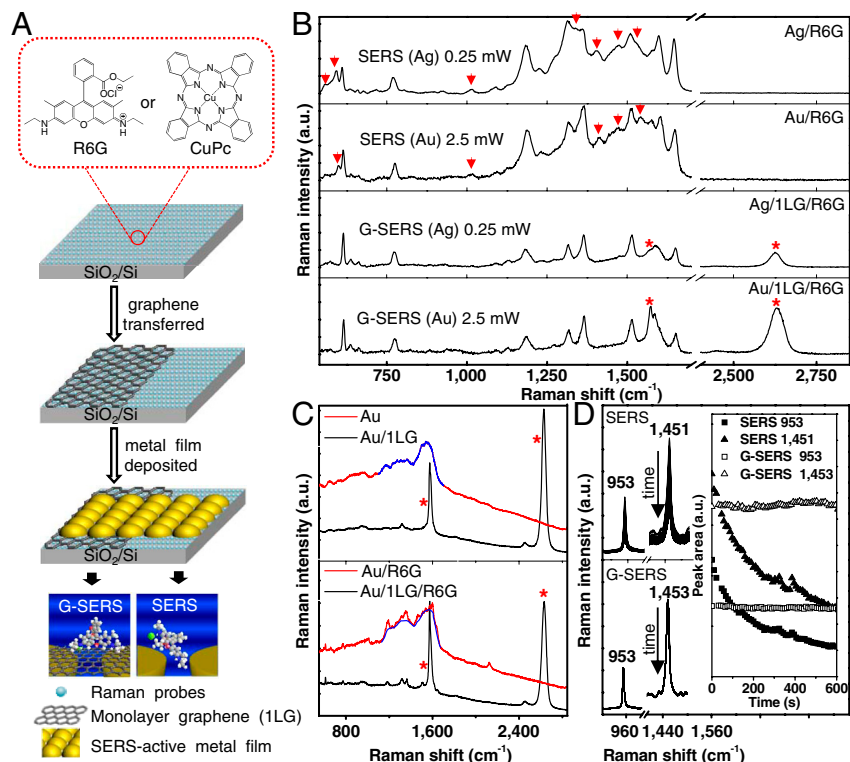 A
O
O
OCl⊖
N
H
O
N
H
⊕
or
N
N
N
N
Cu
N
N
N
N
R6G
CuPc
SiO2/Si
graphene
transferred
SiO2/Si
metal film
deposited
SiO2/Si
G-SERS
SERS
Raman probes
Monolayer graphene (1LG)
SERS-active metal film
B
Raman intensity (a.u.)
SERS (Ag) 0.25 mW
Ag/R6G
SERS (Au) 2.5 mW
Au/R6G
G-SERS (Ag) 0.25 mW
Ag/1LG/R6G
*
*
G-SERS (Au) 2.5 mW
Au/1LG/R6G
*
*
750
1,000
1,250
1,500
2,500
2,750
Raman shift (cm-1)
C
Raman intensity (a.u.)
Au
Au/1LG
*
*
Au/R6G
Au/1LG/R6G
*
*
800
1,600
2,400
Raman shift (cm-1)
D
Raman intensity (a.u.)
SERS
1,451
953
time
G-SERS
1,453
953
time
960
1,440
1,560
Raman shift (cm-1)
SERS 953
SERS 1,451
G-SERS 953
G-SERS 1,453
Peak area (a.u.)
0
200
400
600
Time (s)